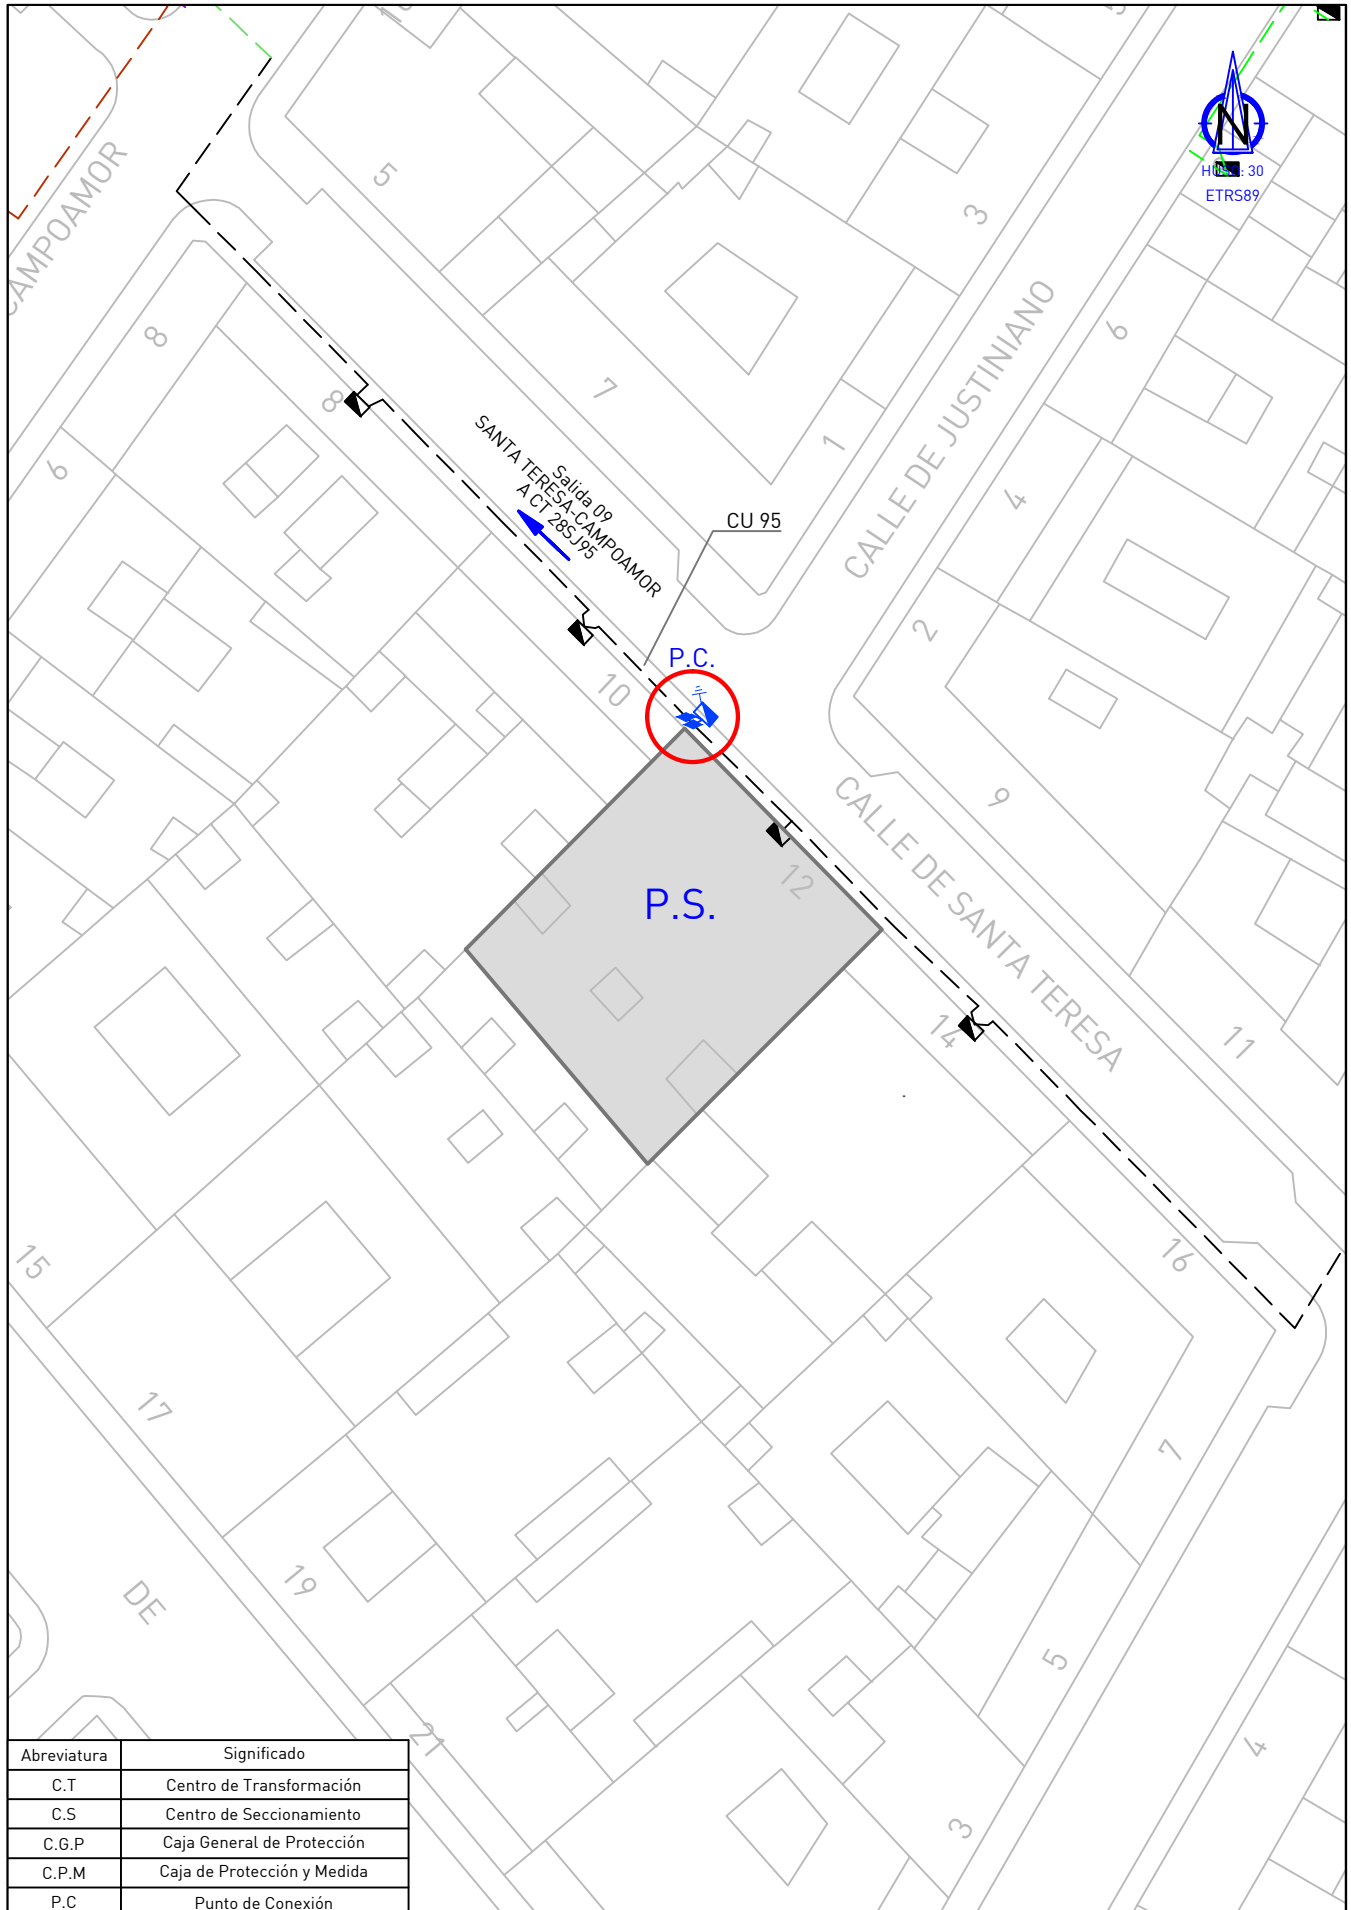 N
HUSO: 30
ETRS89
CAMPOAMOR
5
3
8
8
6
7
1
6
4
2
CALLE DE JUSTINIANO
Salida 09
SANTA TERESA-CAMPOAMOR
A CT 28SJ95
CU 95
P.C.
10
12
P.S.
9
CALLE DE SANTA TERESA
14
11
16
15
17
19
DE
21
7
5
3
4
Abreviatura Significado
C.T Centro de Transformación
C.S Centro de Seccionamiento
C.G.P Caja General de Protección
C.P.M Caja de Protección y Medida
P.C Punto de Conexión